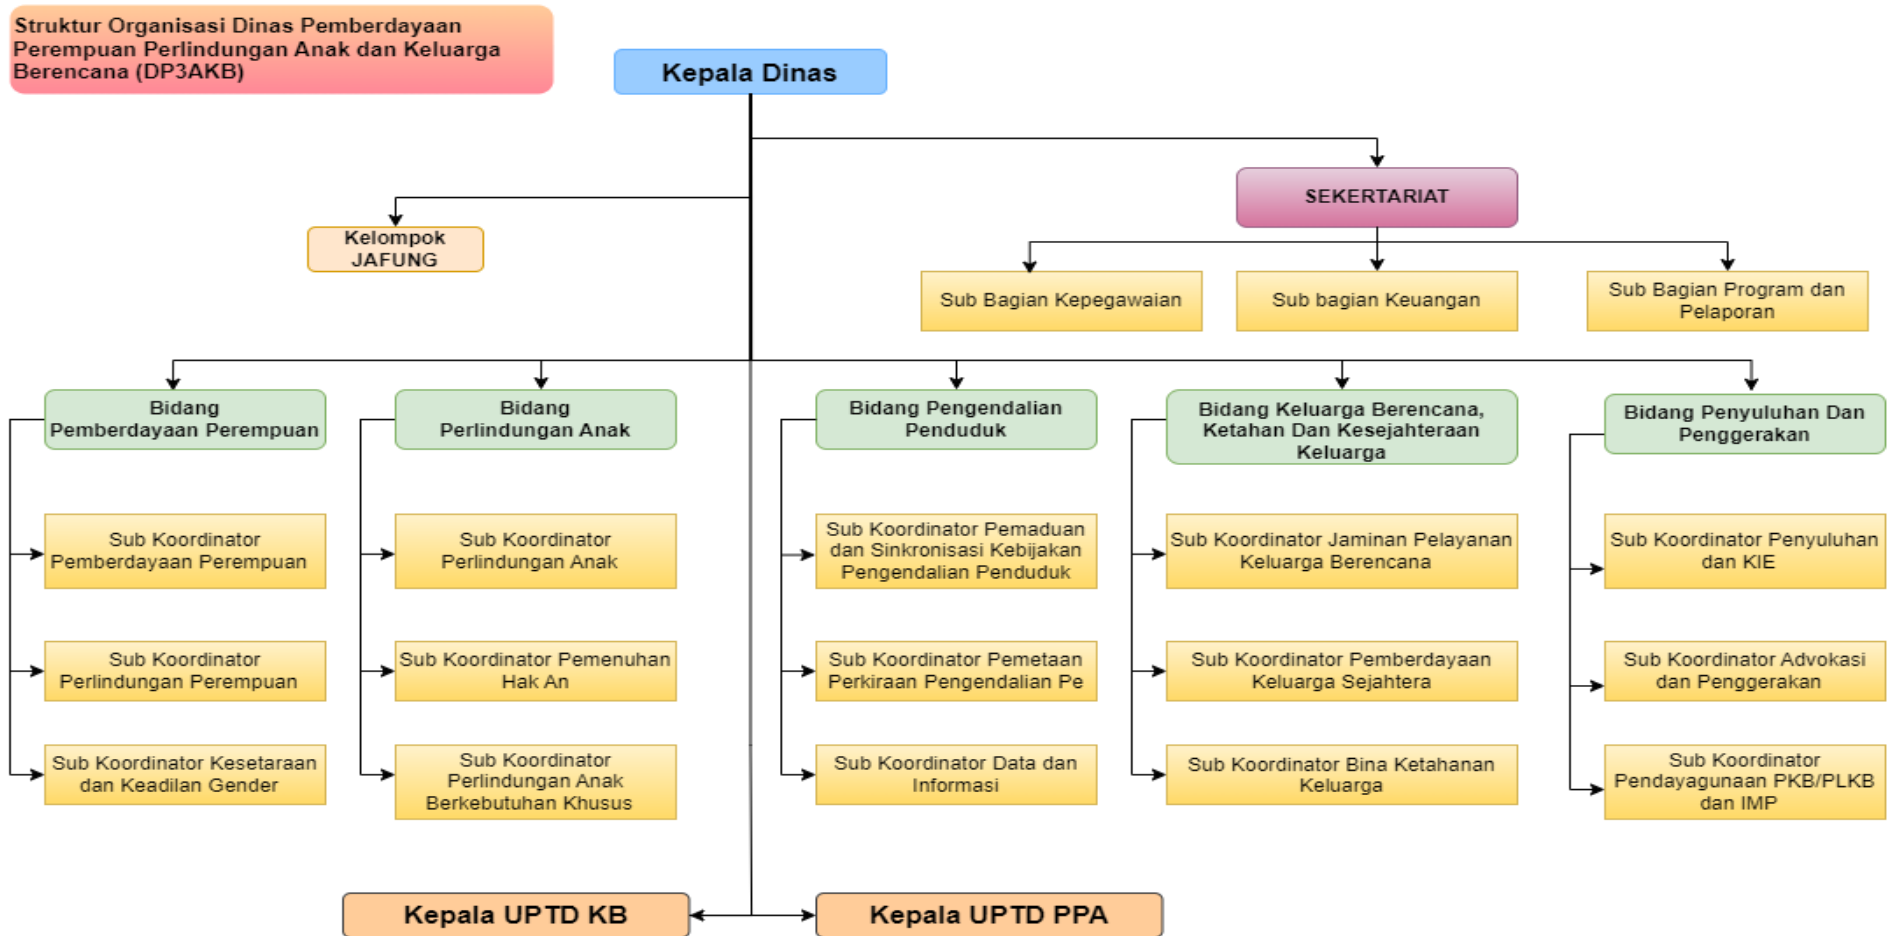 Struktur Organisasi Dinas Pemberdayaan
Perempuan Perlindungan Anak dan Keluarga
Berencana (DP3AKB)
Kepala Dinas
SEKERTARIAT
Kelompok
JAFUNG
Sub Bagian Kepegawaian
Sub bagian Keuangan
Sub Bagian Program dan
Pelaporan
Bidang
Pemberdayaan Perempuan
Bidang
Perlindungan Anak
Bidang Pengendalian
Penduduk
Bidang Keluarga Berencana,
Ketahan Dan Kesejahteraan
Keluarga
Bidang Penyuluhan Dan
Penggerakan
Sub Koordinator
Pemberdayaan Perempuan
Sub Koordinator
Perlindungan Anak
Sub Koordinator Pemaduan
dan Sinkronisasi Kebijakan
Pengendalian Penduduk
Sub Koordinator Jaminan Pelayanan
Keluarga Berencana
Sub Koordinator Penyuluhan
dan KIE
Sub Koordinator
Perlindungan Perempuan
Sub Koordinator Pemenuhan
Hak An
Sub Koordinator Pemetaan
Perkiraan Pengendalian Pe
Sub Koordinator Pemberdayaan
Keluarga Sejahtera
Sub Koordinator Advokasi
dan Penggerakan
Sub Koordinator Kesetaraan
dan Keadilan Gender
Sub Koordinator
Perlindungan Anak
Berkebutuhan Khusus
Sub Koordinator Data dan
Informasi
Sub Koordinator Bina Ketahanan
Keluarga
Sub Koordinator
Pendayagunaan PKB/PLKB
dan IMP
Kepala UPTD KB
Kepala UPTD PPA